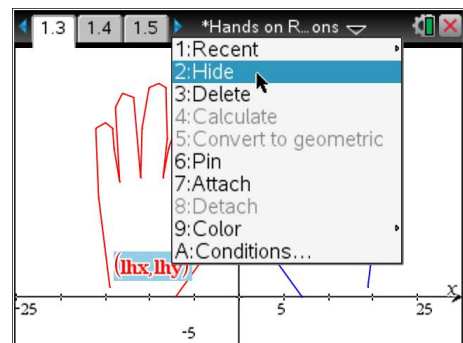 1.3 1.4 1.5 *Hands on R...ons
1:Recent
2:Hide
3:Delete
4:Calculate
5:Convert to geometric
6:Pin
7:Attach
8:Detach
9:Color
A:Conditions...
(lhx,lhy)
x
-25 5 25
-5